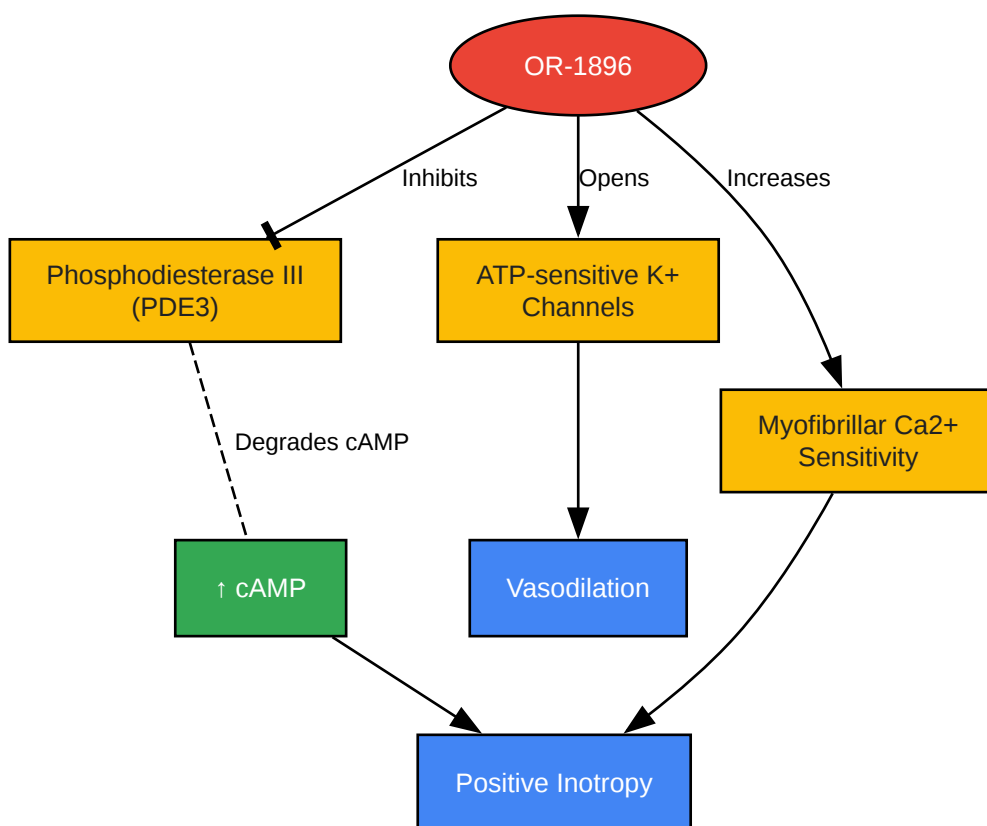 OR-1896
Inhibits
Opens
Increases
Phosphodiesterase III
(PDE3)
ATP-sensitive K+
Channels
Myofibrillar Ca2+
Sensitivity
Degrades cAMP
↑ cAMP
Vasodilation
Positive Inotropy